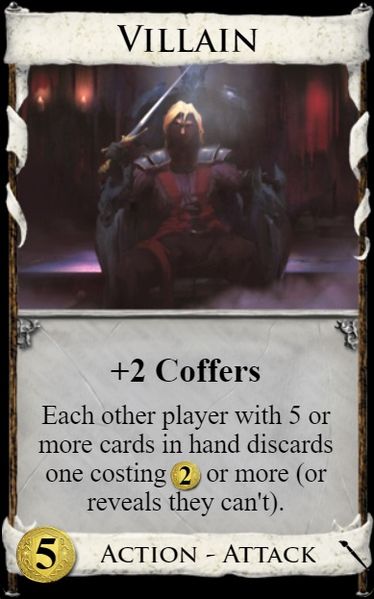 VILLAIN
+2 Coffers
Each other player with 5 or
more cards in hand discards
one costing 2 or more (or
reveals they can't).
5 ACTION - ATTACK